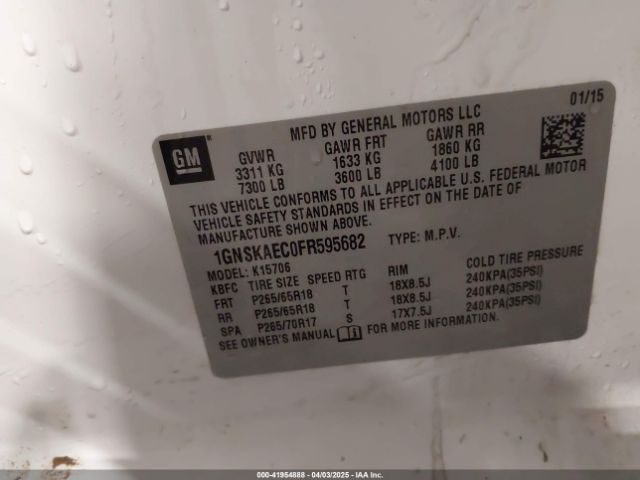 01/15
GM
MFD BY GENERAL MOTORS LLC
GVWR GAWR FRT GAWR RR
3311 KG 1633 KG 1860 KG
7300 LB 3600 LB 4100 LB
THIS VEHICLE CONFORMS TO ALL APPLICABLE U.S. FEDERAL MOTOR
VEHICLE SAFETY STANDARDS IN EFFECT ON THE DATE OF
MANUFACTURE SHOWN ABOVE.
1GNSKAEC0FR595682 TYPE: M.P.V.
MODEL: K15706
KBFC TIRE SIZE SPEED RTG RIM COLD TIRE PRESSURE
FRT P265/65R18 T 18X8.5J 240KPA(35PSI)
RR P265/65R18 T 18X8.5J 240KPA(35PSI)
SPA P265/70R17 S 17X7.5J 240KPA(35PSI)
SEE OWNER'S MANUAL FOR MORE INFORMATION.
000-41954888 - 04/03/2025 - IAA Inc.